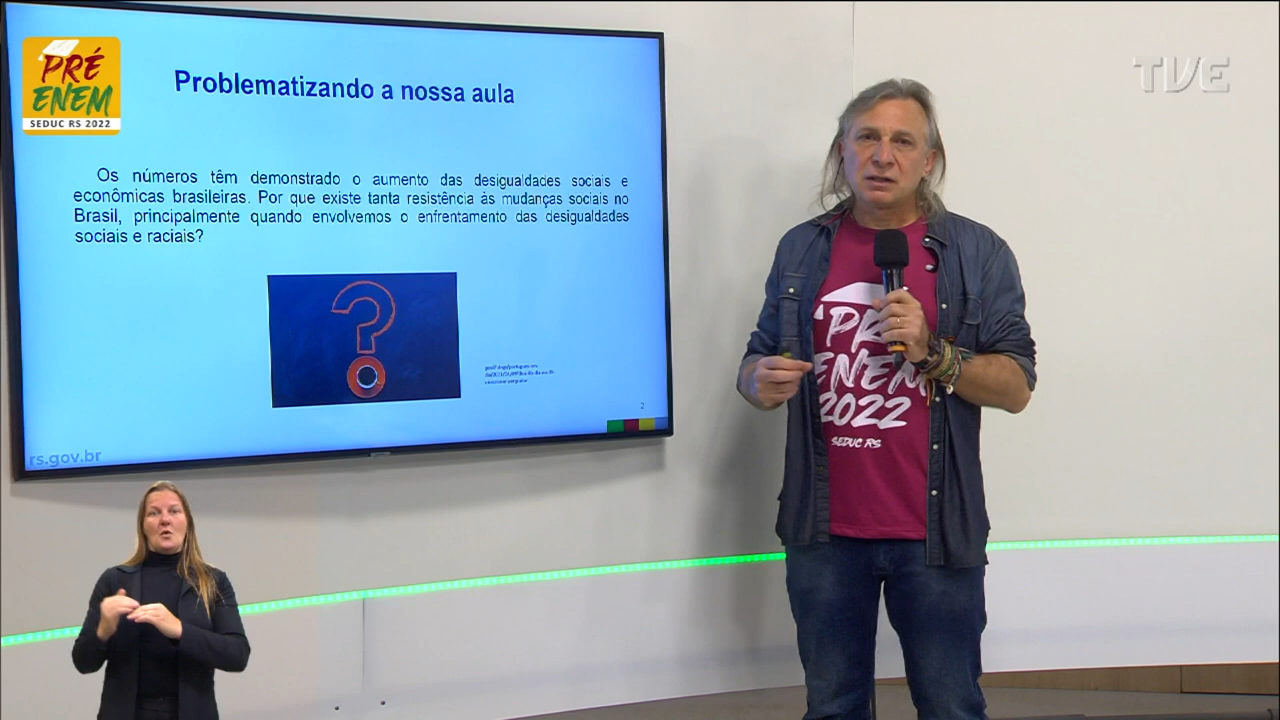 PRÉ
ENEM
SEDUC RS 2022
Problematizando a nossa aula
TVE
Os números têm demonstrado o aumento das desigualdades sociais e
econômicas brasileiras. Por que existe tanta resistência às mudanças sociais no
Brasil, principalmente quando envolvemos o enfrentamento das desigualdades
sociais e raciais?
2
rs.gov.br
PRÉ
ENEM
2022
SEDUC RS